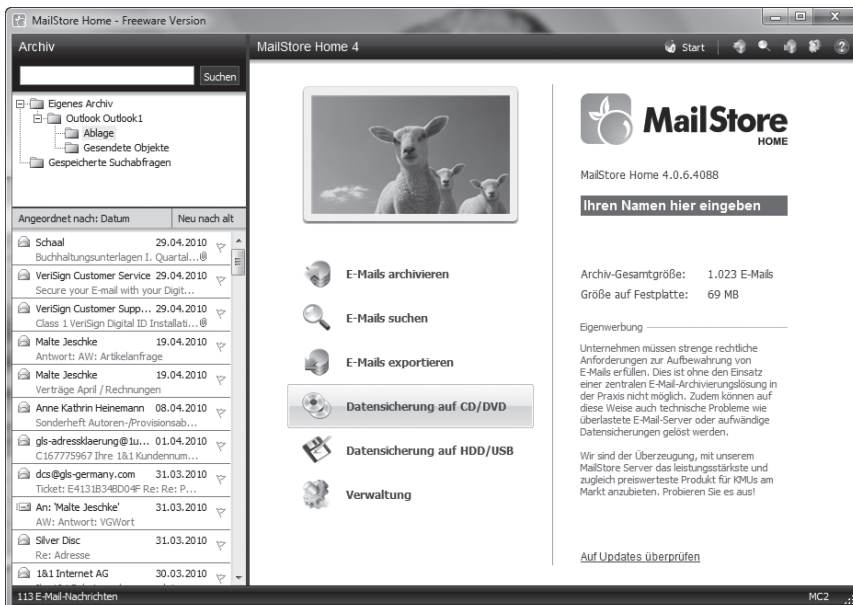 MailStore Home - Freeware Version
Archiv
MailStore Home 4
Start
Suchen
Eigenes Archiv
Outlook Outlook1
Ablage
Gesendete Objekte
Gespeicherte Suchabfragen
Angeordnet nach: Datum Neu nach alt
Schaal 29.04.2010
Buchhaltungsunterlagen I. Quartal...
VeriSign Customer Service 29.04.2010
Secure your E-mail with your Digit...
VeriSign Customer Supp... 29.04.2010
Class 1 VeriSign Digital ID Installati...
Malte Jeschke 19.04.2010
Antwort: AW: Artikelanfrage
Malte Jeschke 19.04.2010
Verträge April / Rechnungen
Anne Kathrin Heinemann 08.04.2010
Sonderheft Autoren-/Provisionsab...
gls-adressklaerung@1u... 01.04.2010
C167775967 Ihre 1&1 Kundennum...
dcs@gls-germany.com 31.03.2010
Ticket: E4131B34BD04F Re: Re: P...
An: 'Malte Jeschke' 31.03.2010
AW: Antwort: VGWort
Silver Disc 31.03.2010
Re: Adresse
1&1 Internet AG 30.03.2010
E-Mails archivieren
E-Mails suchen
E-Mails exportieren
Datensicherung auf CD/DVD
Datensicherung auf HDD/USB
Verwaltung
MailStore
HOME
MailStore Home 4.0.6.4088
Ihren Namen hier eingeben
Archiv-Gesamtgröße: 1.023 E-Mails
Größe auf Festplatte: 69 MB
Eigenwerbung
Unternehmen müssen strenge rechtliche
Anforderungen zur Aufbewahrung von
E-Mails erfüllen. Dies ist ohne den Einsatz
einer zentralen E-Mail-Archivierungslösung in
der Praxis nicht möglich. Zudem können auf
diese Weise auch technische Probleme wie
überlastete E-Mail-Server oder aufwändige
Datensicherungen gelöst werden.
Wir sind der Überzeugung, mit unserem
MailStore Server das leistungsstärkste und
zugleich preiswerteste Produkt für KMUs am
Markt anzubieten. Probieren Sie es aus!
Auf Updates überprüfen
113 E-Mail-Nachrichten
MC2